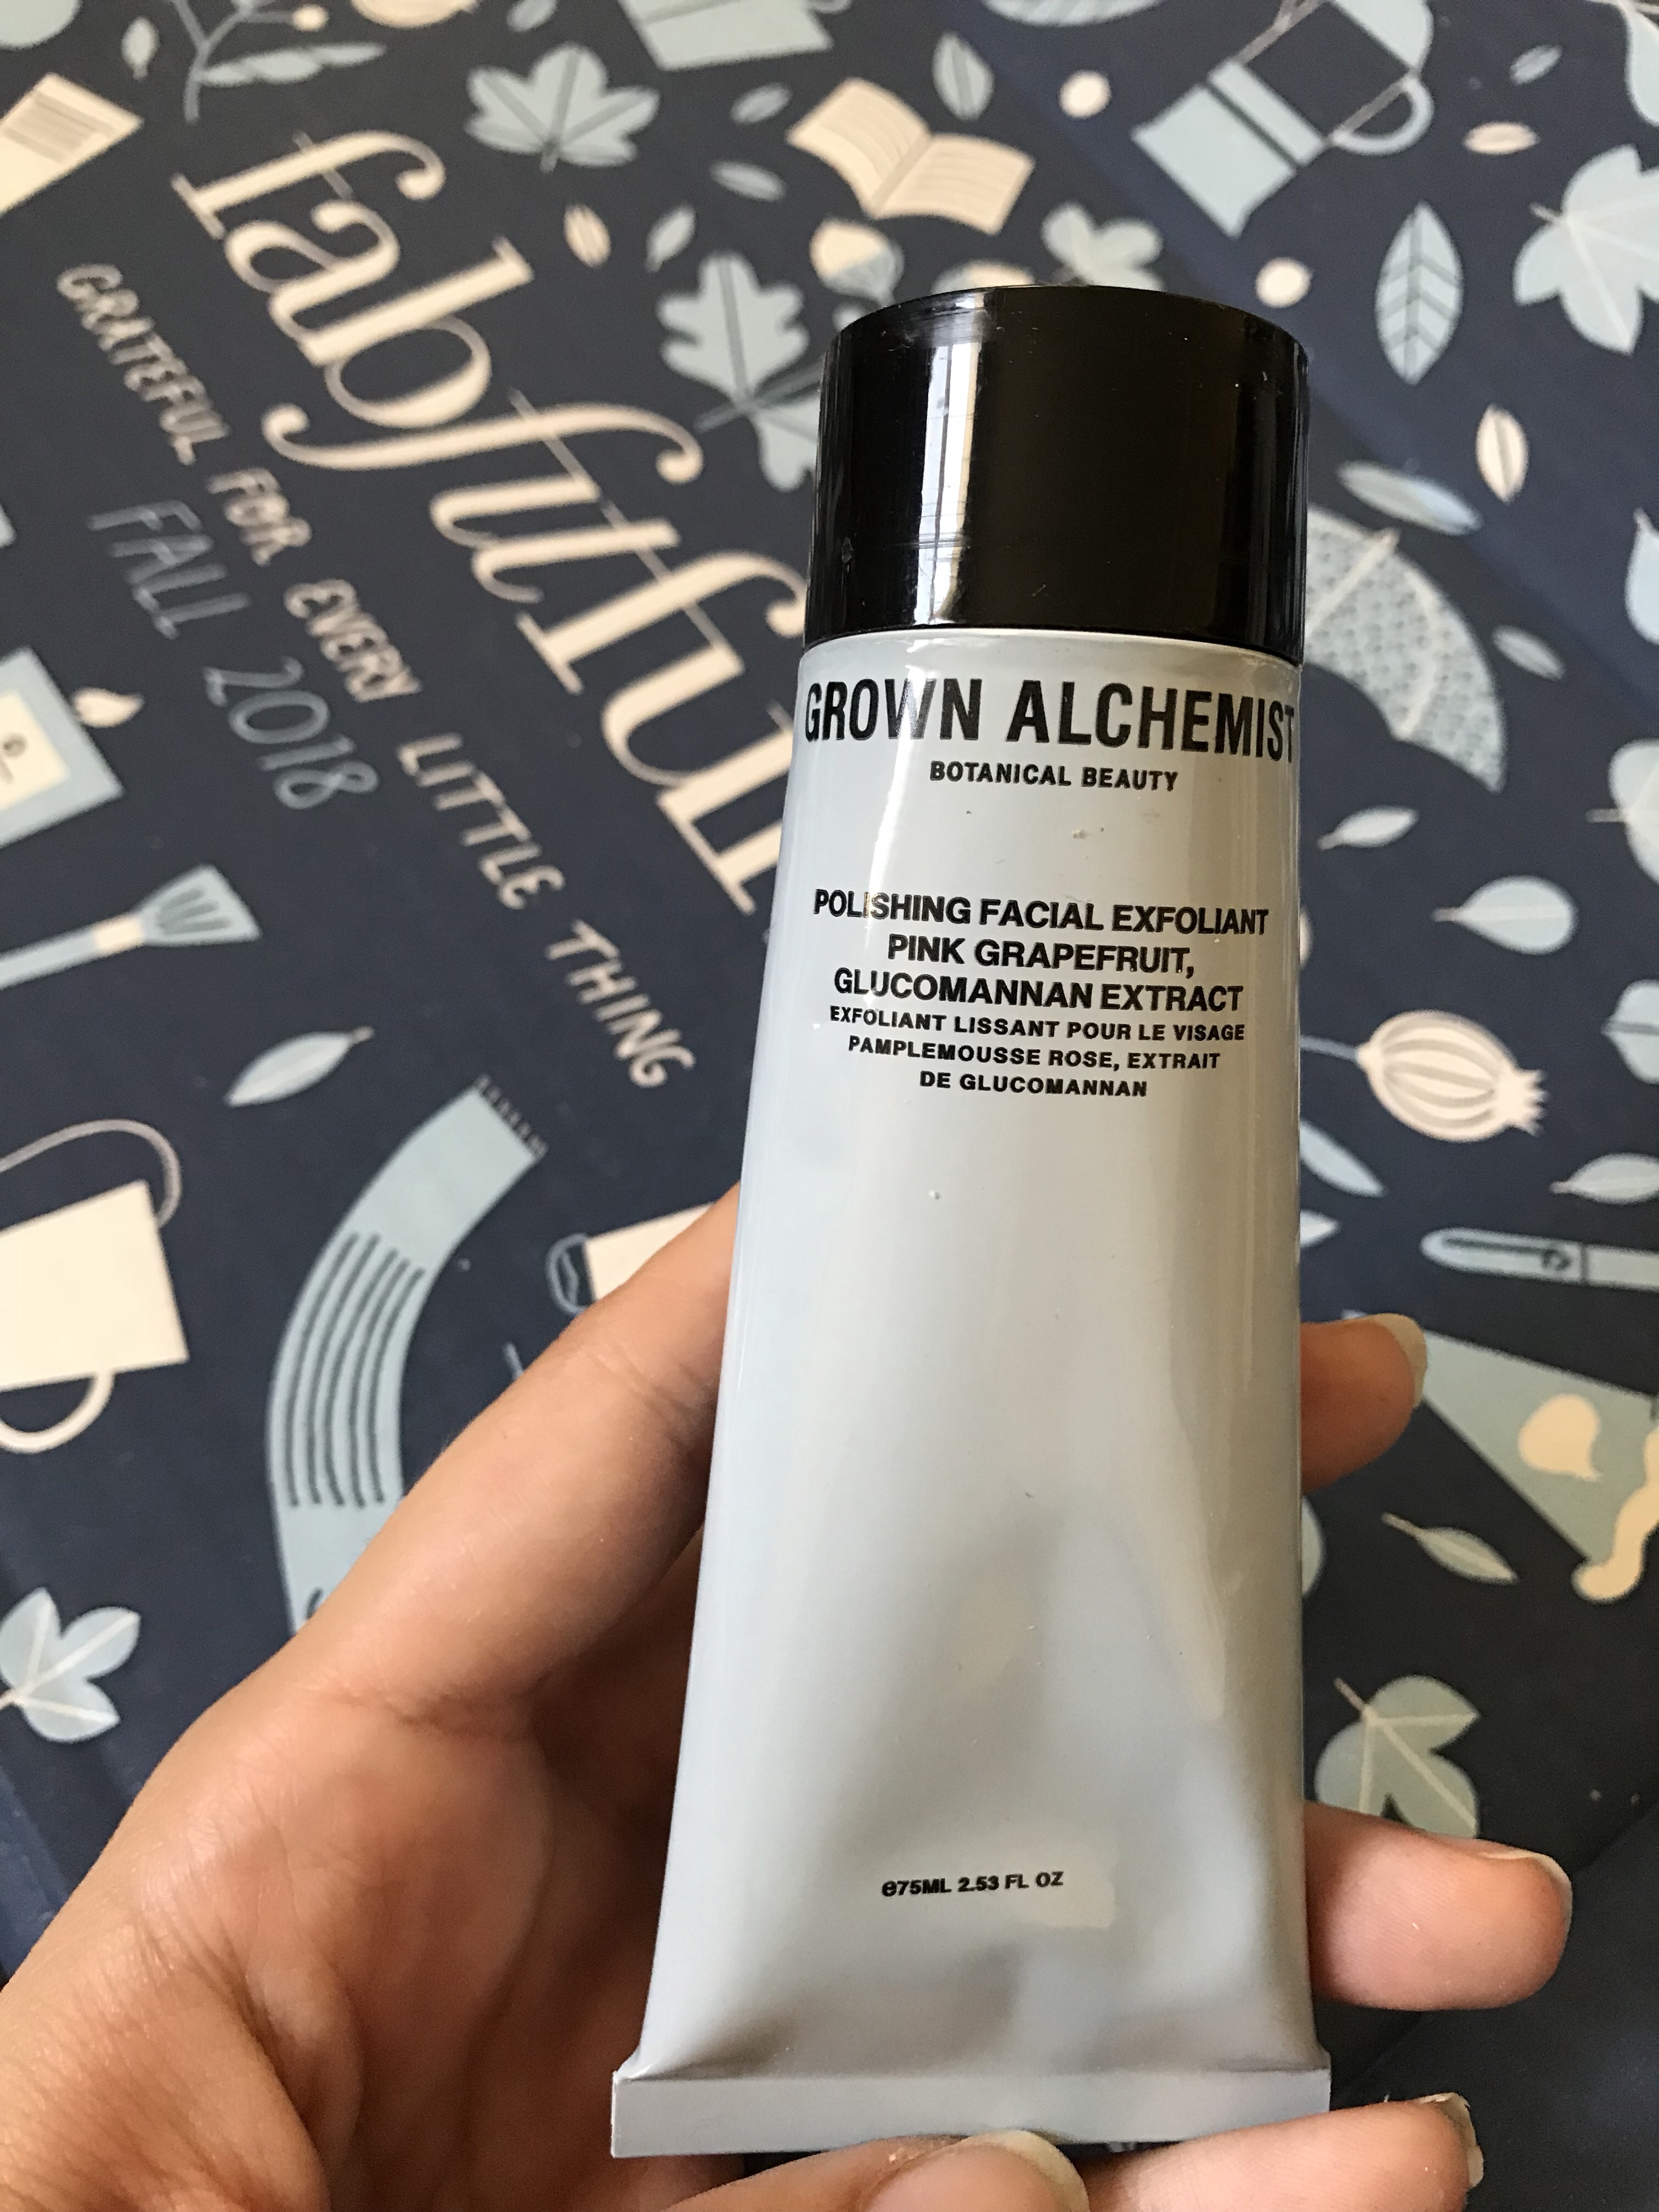 fabfitfun
GRATEFUL FOR EVERY LITTLE THING
FALL 2018
GROWN ALCHEMIST
BOTANICAL BEAUTY
POLISHING FACIAL EXFOLIANT
PINK GRAPEFRUIT,
GLUCOMANNAN EXTRACT
EXFOLIANT LISSANT POUR LE VISAGE
PAMPLEMOUSSE ROSE, EXTRAIT
DE GLUCOMANNAN
℮75ML 2.53 FL OZ